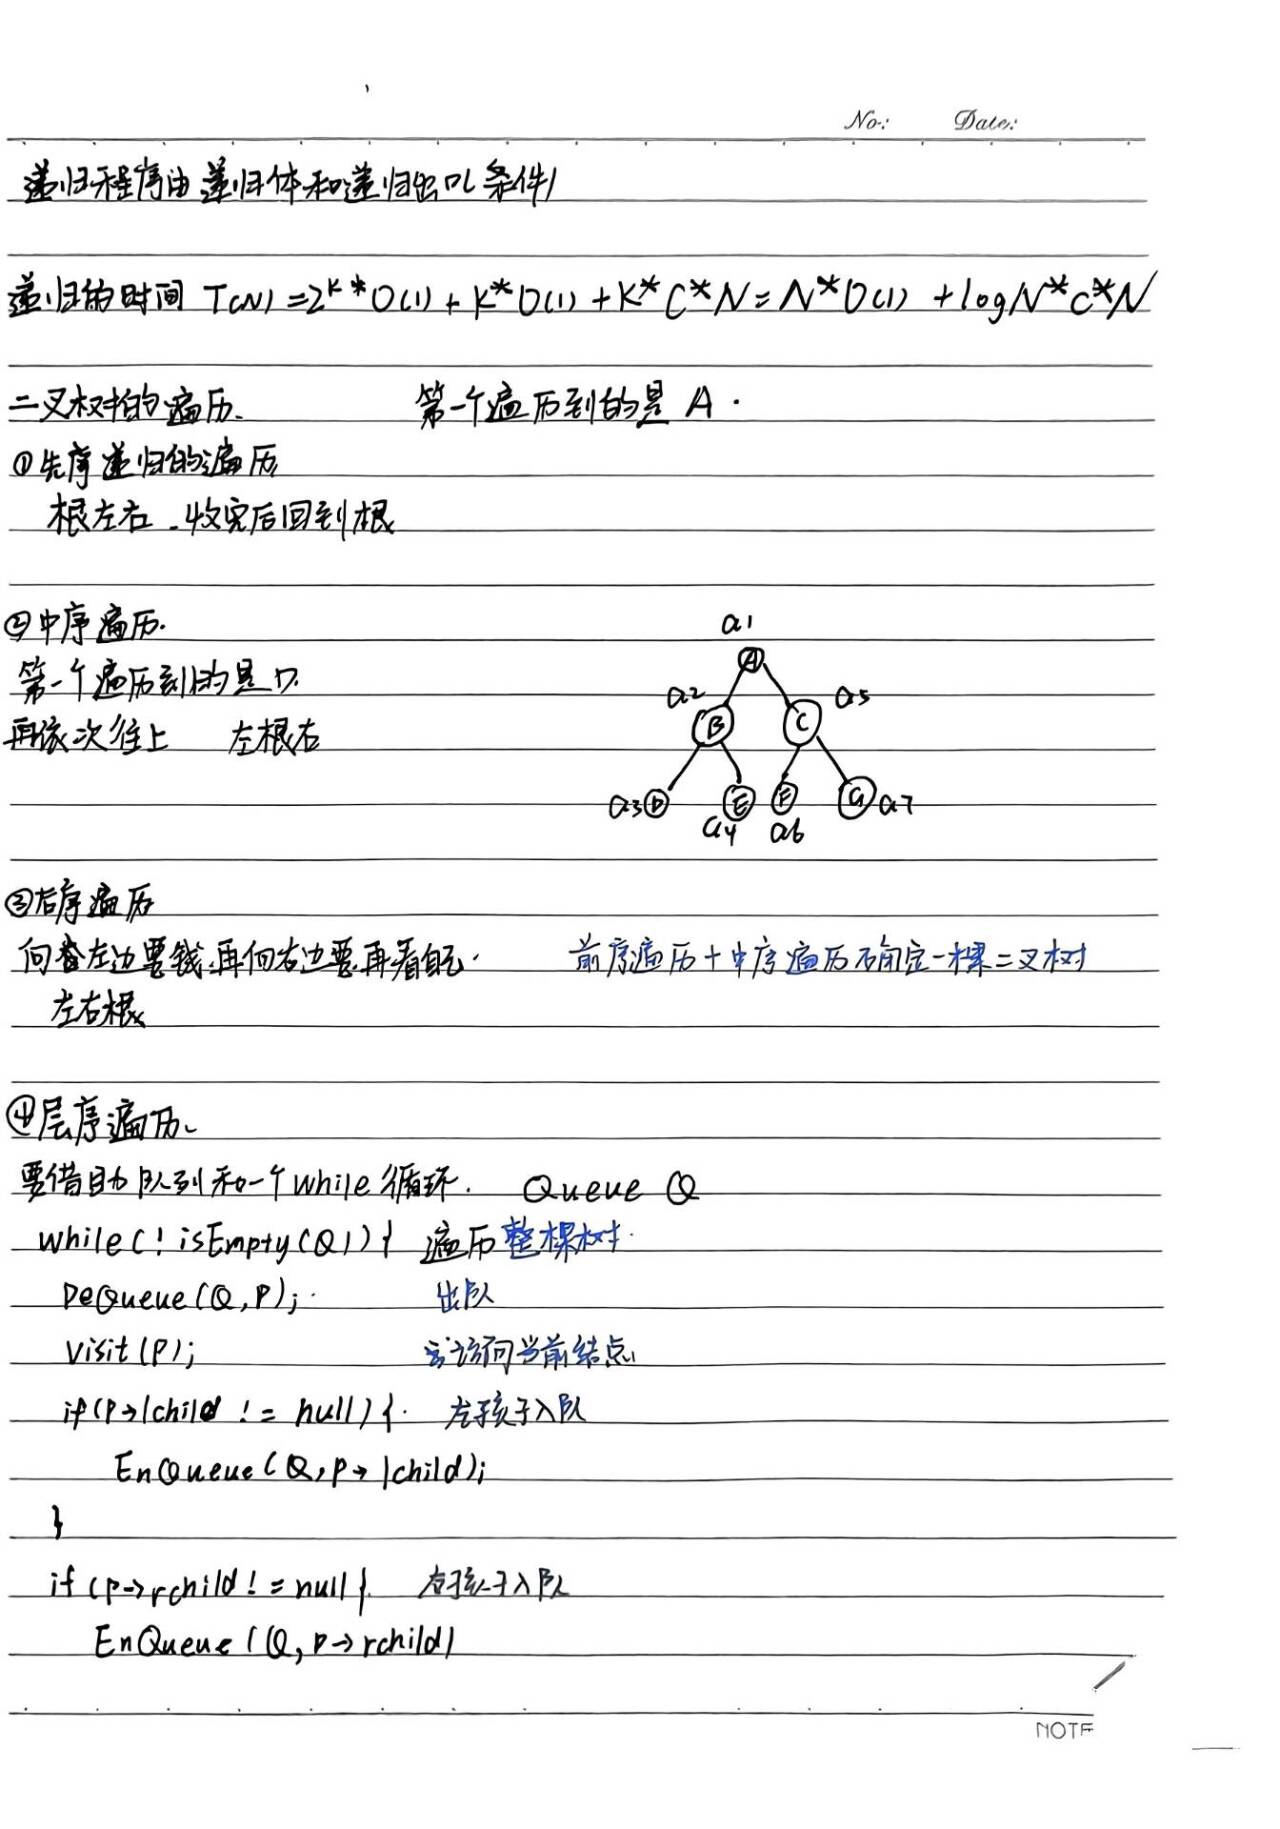 No: Date:
递归程序由递归体和递归出口条件
递归的时间 T(N)=2^K*O(1)+K*O(1)+K*C*N=N*O(1)+logN*C*N
二叉树的遍历. 第一个遍历到的是A.
①先序递归的遍历
根左右.收完后回到根
②中序遍历.
第一个遍历到的是D.
再依次往上 左根右
a1
A
a2 a5
B C
a3 D E F G a7
a4 a6
③后序遍历
向左边要钱.再向右边要.再看自己. 前序遍历+中序遍历确定一棵二叉树
左右根
④层序遍历.
要借助队列和一个while循环. Queue Q
while(!isEmpty(Q)){ 遍历整棵树.
DeQueue(Q,P); 出队
visit(P); 访问当前结点
if(P→lchild != null){ 左孩子入队
EnQueue(Q,P→lchild);
}
if(P→rchild!=null{ 右孩子入队
EnQueue(Q,P→rchild)
NOTE